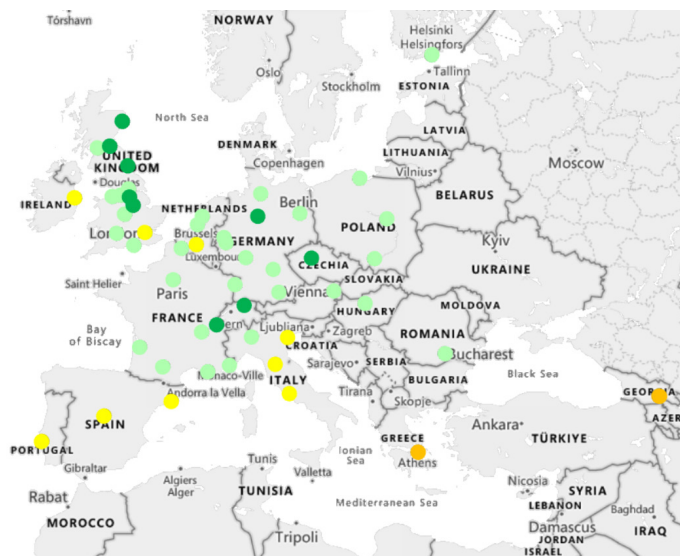 Tórshavn
NORWAY
Helsinki
Helsingfors
Oslo
Tallinn
Stockholm
ESTONIA
North Sea
LATVIA
DENMARK
LITHUANIA
Moscow
UNITED
KINGDOM
Copenhagen
Vilnius
Douglas
BELARUS
IRELAND
NETHERLANDS
Berlin
POLAND
London
Brussels
GERMANY
Kyiv
Luxembourg
CZECHIA
UKRAINE
Saint Helier
SLOVAKIA
Paris
Vienna
HUNGARY
MOLDOVA
FRANCE
Bern
Bay
of Biscay
Ljubliana
Zagreb
ROMANIA
CROATIA
Bucharest
SERBIA
Sarajevo
Monaco-Ville
ITALY
BULGARIA
Black Sea
Andorra la Vella
Tirana
Skopje
GEORGIA
AZER
SPAIN
Ankara
TÜRKIYE
GREECE
PORTUGAL
Ionian
Sea
Athens
Gibraltar
Algiers
Alger
Tunis
Valletta
Nicosia
SYRIA
Rabat
TUNISIA
LEBANON
Baghdad
Mediterranean Sea
Damascus
MOROCCO
Tripoli
JORDAN
IRAQ
ISRAEL